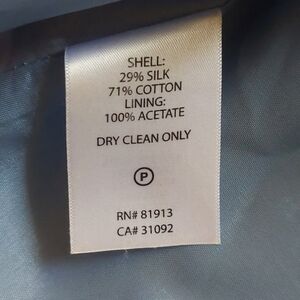 SHELL:
29% SILK
71% COTTON
LINING:
100% ACETATE
DRY CLEAN ONLY
P
RN# 81913
CA# 31092